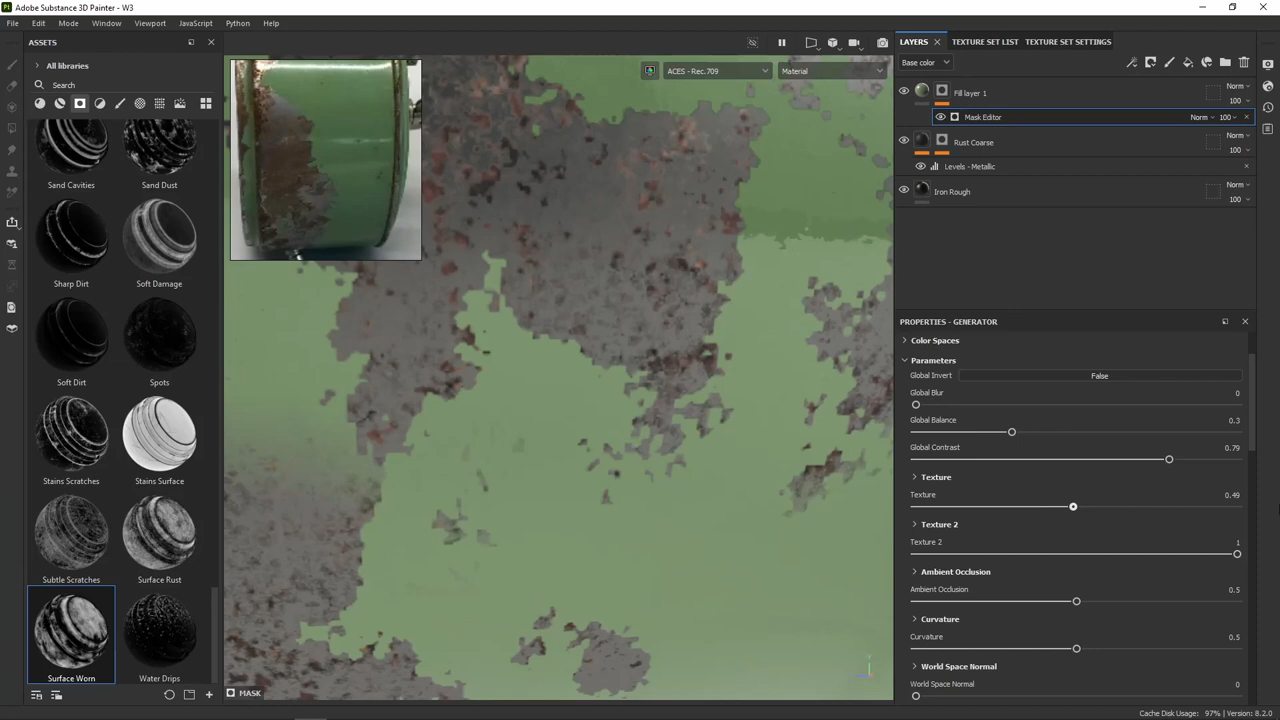 Adobe Substance 3D Painter - W3
File Edit Mode Window Viewport JavaScript Python Help
ASSETS
All libraries
Search
Sand Cavities Sand Dust
Sharp Dirt Soft Damage
Soft Dirt Spots
Stains Scratches Stains Surface
Subtle Scratches Surface Rust
Surface Worn Water Drips
ACES - Rec.709 Material
MASK
LAYERS TEXTURE SET LIST TEXTURE SET SETTINGS
Base color
Fill layer 1 Norm
100
Mask Editor Norm 100
Rust Coarse Norm
100
Levels - Metallic
Iron Rough Norm
100
PROPERTIES - GENERATOR
Color Spaces
Parameters
Global Invert False
Global Blur 0
Global Balance 0.3
Global Contrast 0.79
Texture
Texture 0.49
Texture 2
Texture 2 1
Ambient Occlusion
Ambient Occlusion 0.5
Curvature
Curvature 0.5
World Space Normal
World Space Normal 0
Cache Disk Usage: 97% | Version: 8.2.0